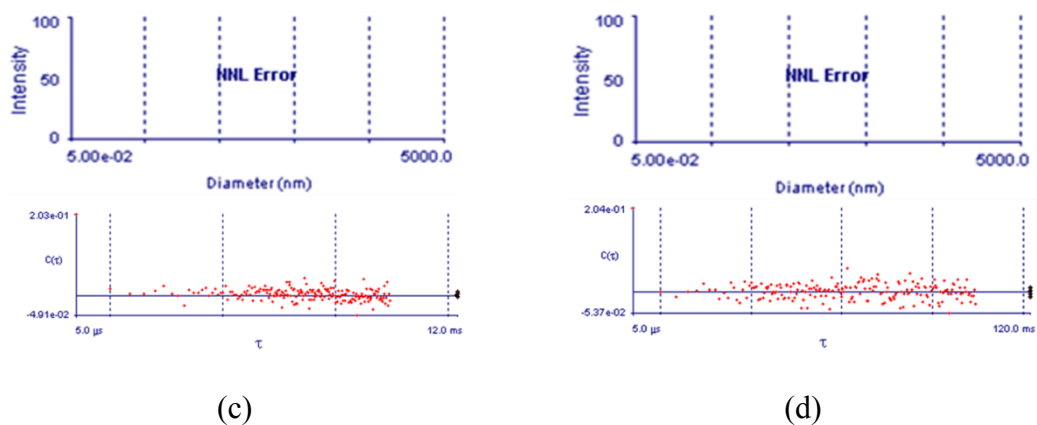 100
Intensity
50
NNL Error
0
5.00e-02
5000.0
Diameter (nm)
2.03e-01
C(τ)
-4.91e-02
5.0 μs
12.0 ms
τ
(c)
100
Intensity
50
NNL Error
0
5.00e-02
5000.0
Diameter (nm)
2.04e-01
C(τ)
-5.37e-02
5.0 μs
120.0 ms
τ
(d)